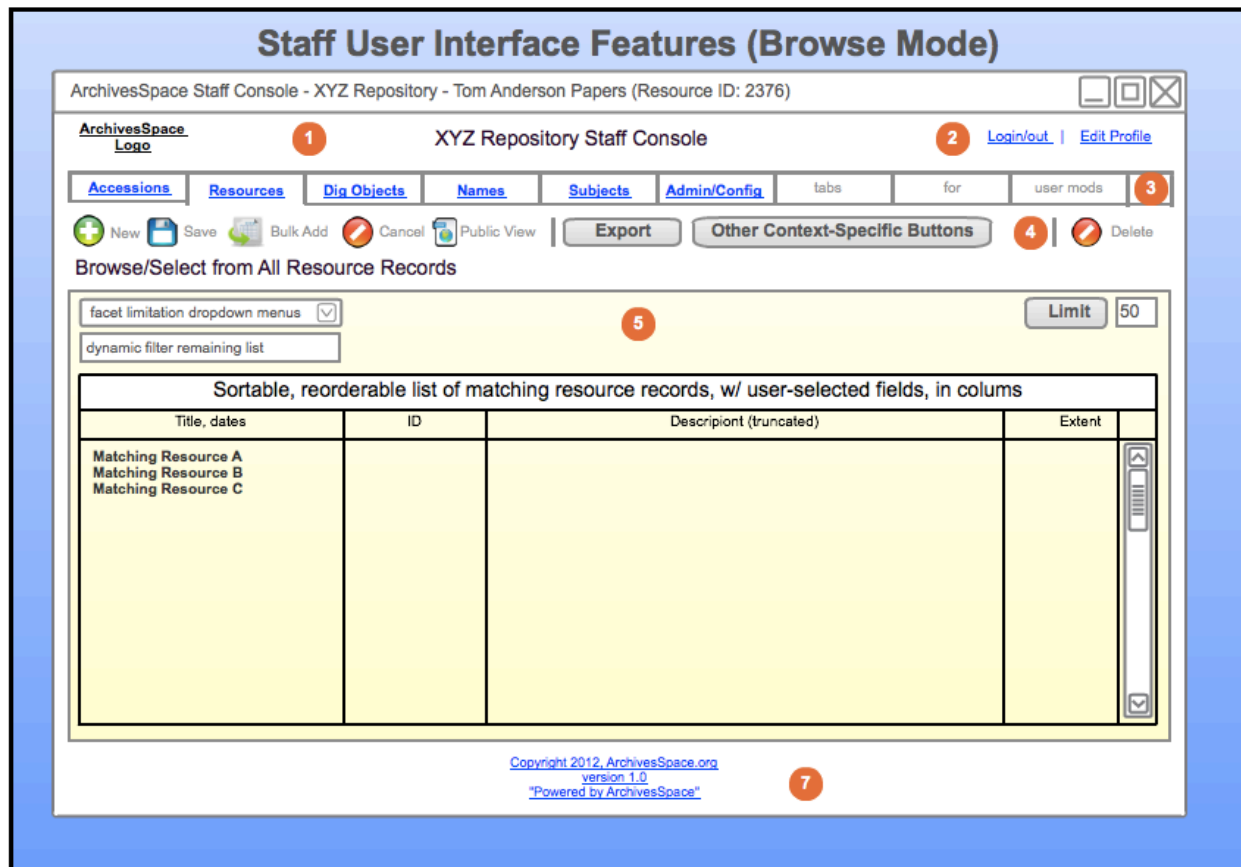 Staff User Interface Features (Browse Mode)
ArchivesSpace Staff Console - XYZ Repository - Tom Anderson Papers (Resource ID: 2376)
ArchivesSpace
Logo
1
XYZ Repository Staff Console
2
Login/out | Edit Profile
Accessions Resources Dig Objects Names Subjects Admin/Config tabs for user mods 3
New Save Bulk Add Cancel Public View Export Other Context-Specific Buttons 4 Delete
Browse/Select from All Resource Records
facet limitation dropdown menus 5 Limit 50
dynamic filter remaining list
Sortable, reorderable list of matching resource records, w/ user-selected fields, in colums
Title, dates ID Descripiont (truncated) Extent
Matching Resource A
Matching Resource B
Matching Resource C
Copyright 2012, ArchivesSpace.org
version 1.0
"Powered by ArchivesSpace"
7